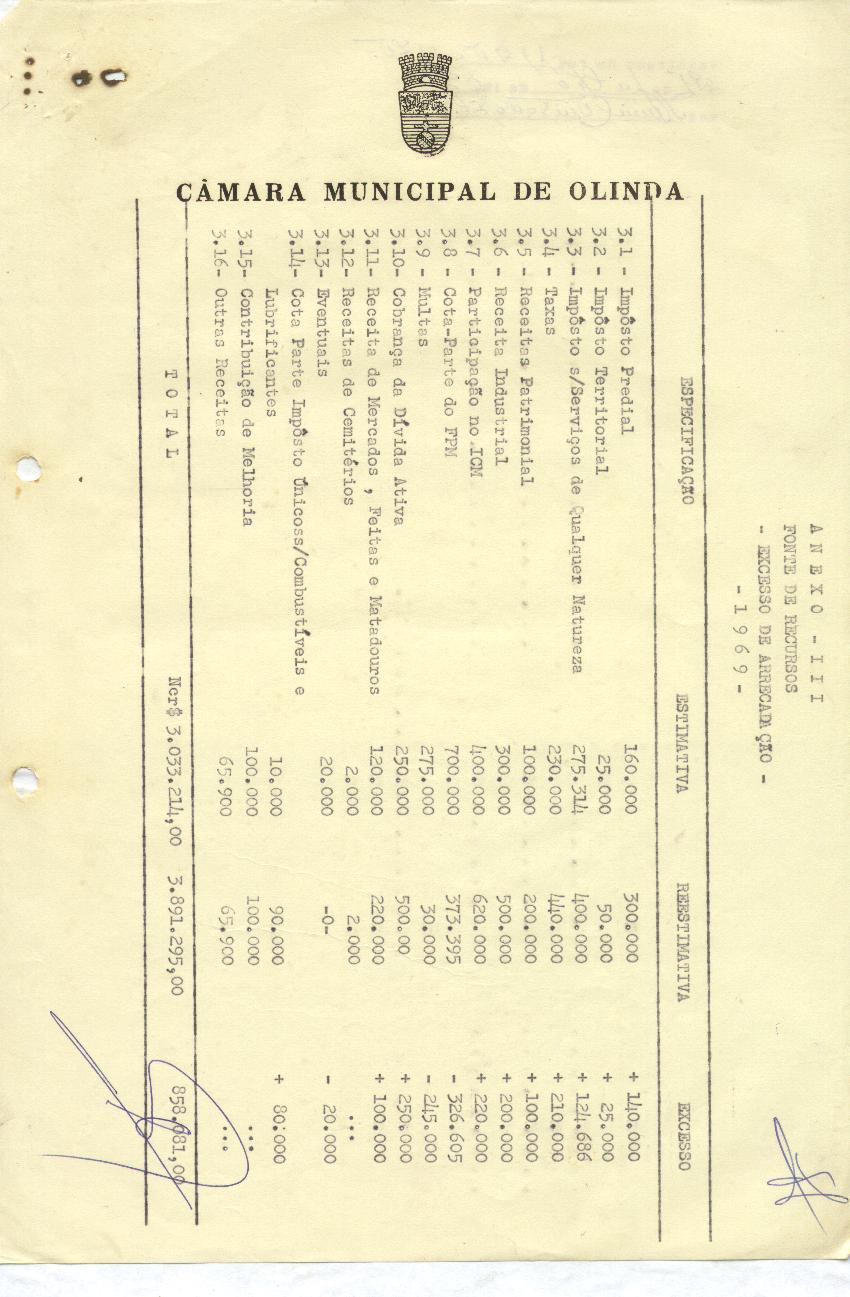 CÂMARA MUNICIPAL DE OLINDA
A N E X O - I I I
FONTE DE RECURSOS
- EXCESSO DE ARRECADAÇÃO -
- 1 9 6 9 -
ESPECIFICAÇÃO ESTIMATIVA REESTIMATIVA EXCESSO
3.1 - Impôsto Predial 160.000 300.000 + 140.000
3.2 - Impôsto Territorial 25.000 50.000 + 25.000
3.3 - Impôsto s/Serviços de Qualquer Natureza 275.314 400.000 + 124.686
3.4 - Taxas 230.000 440.000 + 210.000
3.5 - Receitas Patrimonial 100.000 200.000 + 100.000
3.6 - Receita Industrial 300.000 500.000 + 200.000
3.7 - Participação no ICM 400.000 620.000 + 220.000
3.8 - Cota-Parte do FPM 700.000 373.395 - 326.605
3.9 - Multas 275.000 30.000 - 245.000
3.10- Cobrança da Dívida Ativa 250.000 500.00 + 250.000
3.11- Receita de Mercados , Feitas e Matadouros 120.000 220.000 + 100.000
3.12- Receitas de Cemitérios 2.000 2.000 ...
3.13- Eventuais 20.000 -0- - 20.000
3.14- Cota Parte Impôsto Únicoss/Combustíveis e
Lubrificantes 10.000 90.000 + 80.000
3.15- Contribuição de Melhoria 100.000 100.000 ...
3.16- Outras Receitas 65.900 65.900 ...
T O T A L Ncr$ 3.033.214,00 3.891.295,00 858.081,00